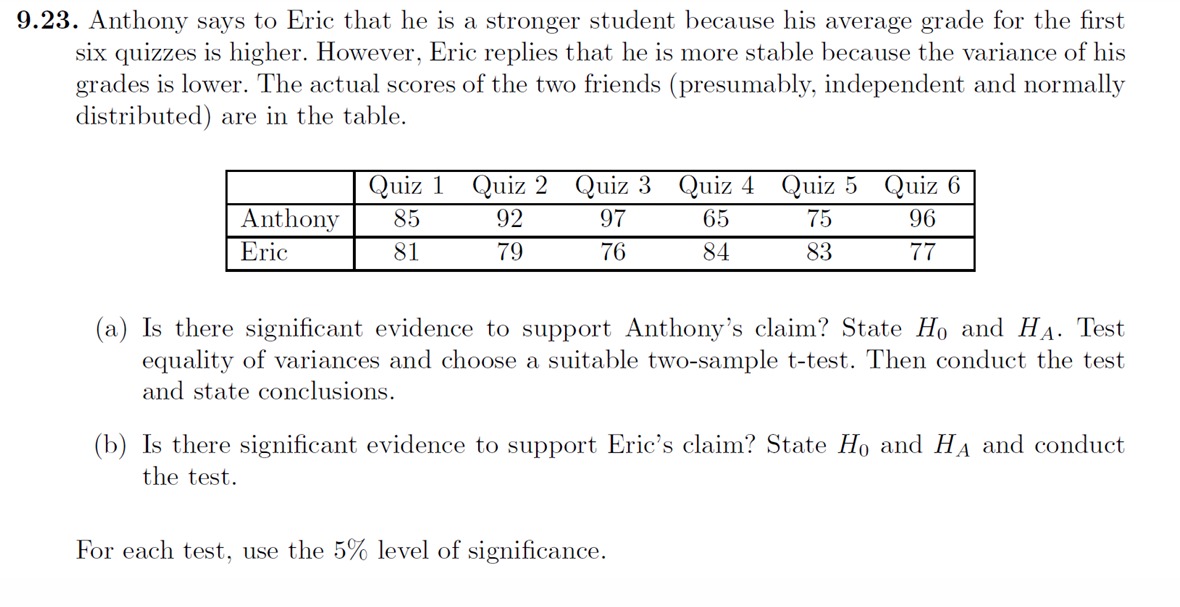 9.23. Anthony says to Eric that he is a stronger student because his average grade for the first
six quizzes is higher. However, Eric replies that he is more stable because the variance of his
grades is lower. The actual scores of the two friends (presumably, independent and normally
distributed) are in the table.
Quiz 1 Quiz 2 Quiz 3 Quiz 4 Quiz 5 Quiz 6
Anthony 85 92 97 65 75 96
Eric 81 79 76 84 83 77
(a) Is there significant evidence to support Anthony's claim? State H₀ and H_A. Test
equality of variances and choose a suitable two-sample t-test. Then conduct the test
and state conclusions.
(b) Is there significant evidence to support Eric's claim? State H₀ and H_A and conduct
the test.
For each test, use the 5% level of significance.